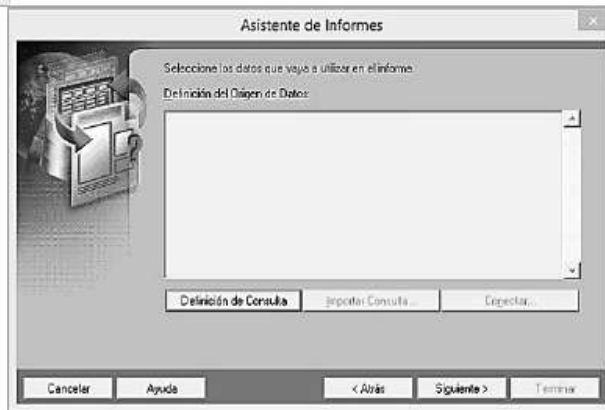 Asistente de Informes
Seleccione los datos que vaya a utilizar en el informe.
Definición del Origen de Datos:
Definición de Consulta
Importar Consulta...
Conectar...
Cancelar
Ayuda
< Atrás
Siguiente >
Terminar